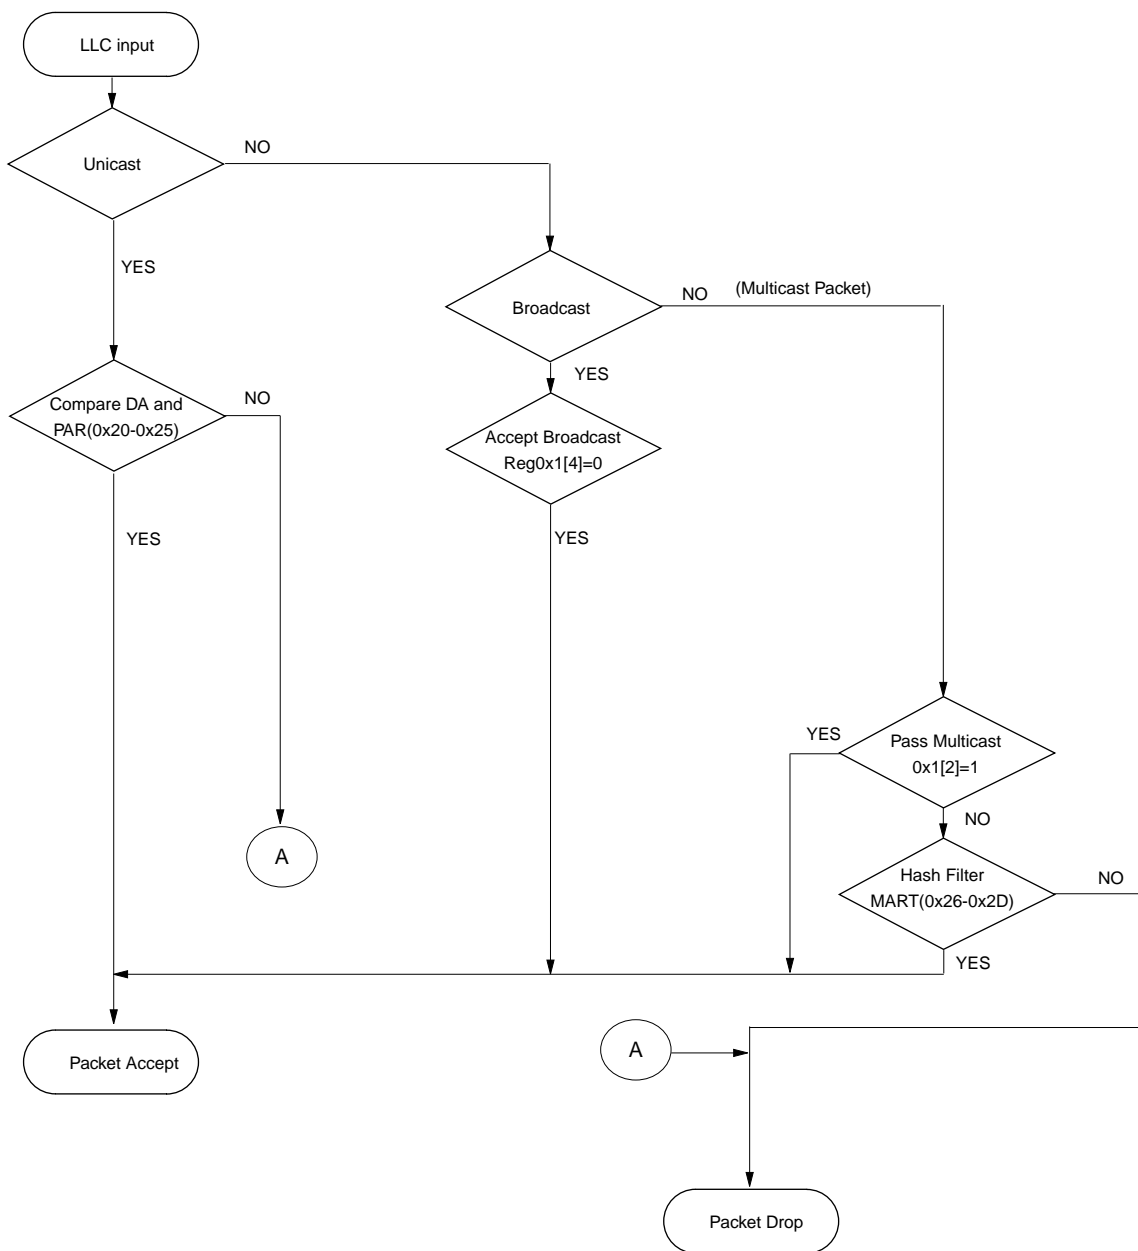 LLC input
Unicast
NO
YES
Broadcast
NO
(Multicast Packet)
YES
Compare DA and
PAR(0x20-0x25)
NO
YES
Accept Broadcast
Reg0x1[4]=0
YES
Pass Multicast
0x1[2]=1
YES
NO
A
Hash Filter
MART(0x26-0x2D)
NO
YES
Packet Accept
A
Packet Drop